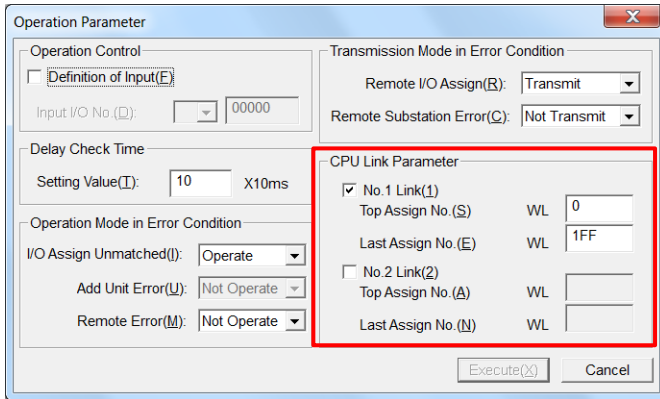 Operation Parameter
X
Operation Control
Definition of Input(F)
Input I/O No.(D): 00000
Delay Check Time
Setting Value(T): 10 X10ms
Operation Mode in Error Condition
I/O Assign Unmatched(I): Operate
Add Unit Error(U): Not Operate
Remote Error(M): Not Operate
Transmission Mode in Error Condition
Remote I/O Assign(R): Transmit
Remote Substation Error(C): Not Transmit
CPU Link Parameter
No.1 Link(1)
Top Assign No.(S) WL 0
Last Assign No.(E) WL 1FF
No.2 Link(2)
Top Assign No.(A) WL
Last Assign No.(N) WL
Execute(X) Cancel